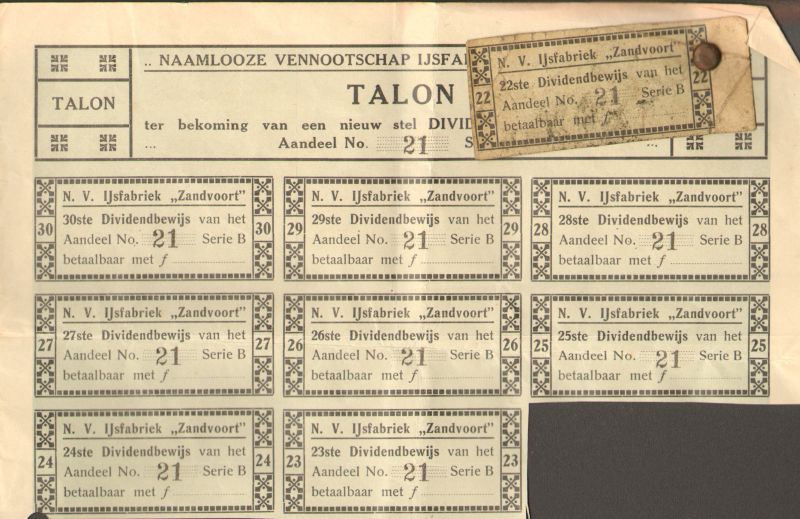 .. NAAMLOOZE VENNOOTSCHAP IJSFA
TALON
TALON
ter bekoming van een nieuw stel DIVID
...
Aandeel No. 21 S
...
N. V. IJsfabriek „Zandvoort"
22 22ste Dividendbewijs van het 22
Aandeel No. 21 Serie B
betaalbaar met f
N. V. IJsfabriek „Zandvoort"
30 30ste Dividendbewijs van het 30
Aandeel No. 21 Serie B
betaalbaar met f
N. V. IJsfabriek „Zandvoort"
29 29ste Dividendbewijs van het 29
Aandeel No. 21 Serie B
betaalbaar met f
N. V. IJsfabriek „Zandvoort"
28 28ste Dividendbewijs van het 28
Aandeel No. 21 Serie B
betaalbaar met f
N. V. IJsfabriek „Zandvoort"
27 27ste Dividendbewijs van het 27
Aandeel No. 21 Serie B
betaalbaar met f
N. V. IJsfabriek „Zandvoort"
26 26ste Dividendbewijs van het 26
Aandeel No. 21 Serie B
betaalbaar met f
N. V. IJsfabriek „Zandvoort"
25 25ste Dividendbewijs van het 25
Aandeel No. 21 Serie B
betaalbaar met f
N. V. IJsfabriek „Zandvoort"
24 24ste Dividendbewijs van het 24
Aandeel No. 21 Serie B
betaalbaar met f
N. V. IJsfabriek „Zandvoort"
23 23ste Dividendbewijs van het 23
Aandeel No. 21 Serie B
betaalbaar met f